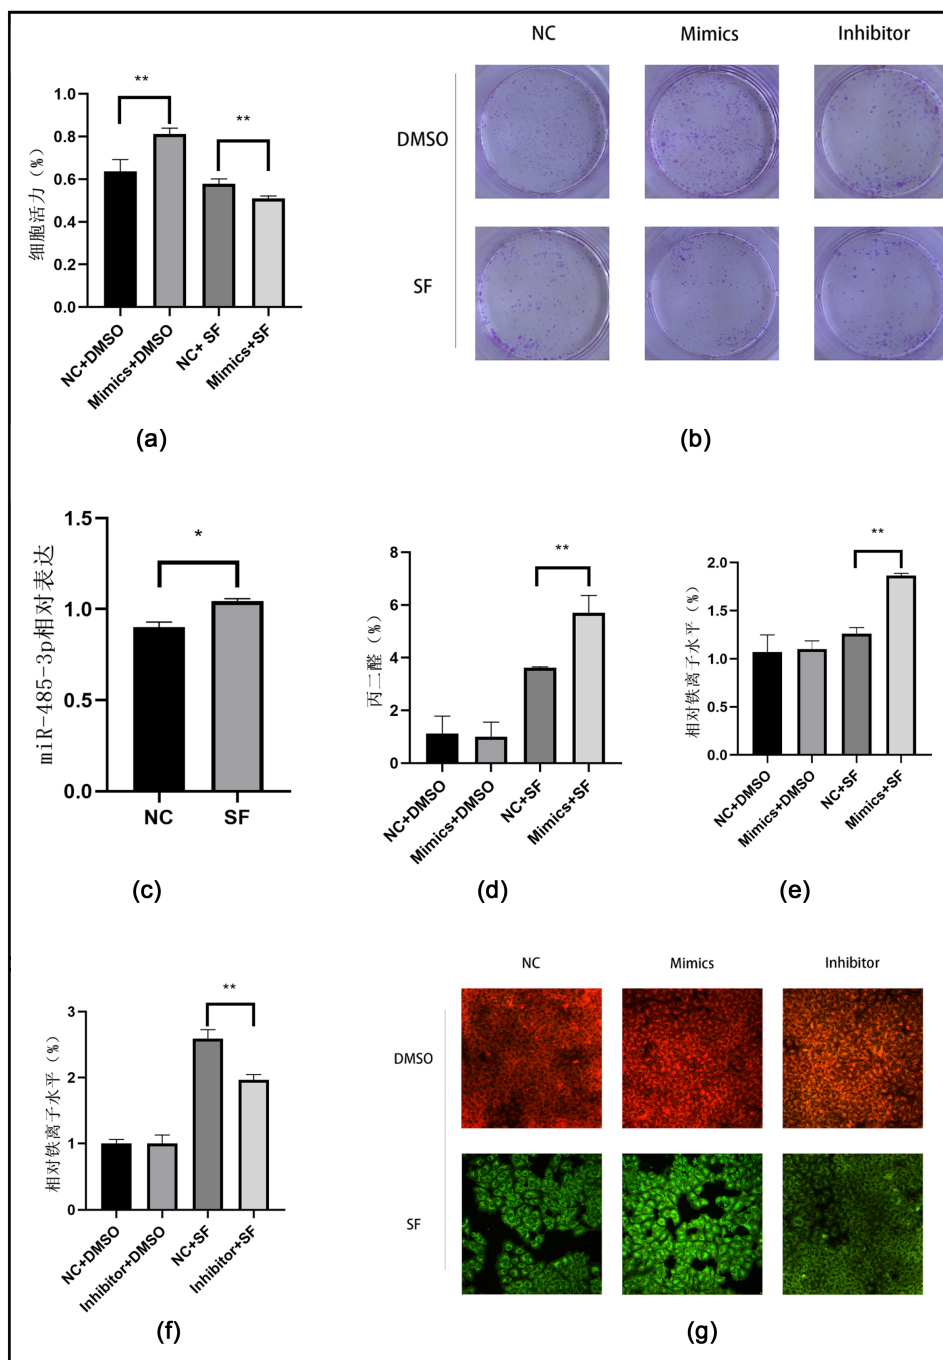 NC Mimics Inhibitor
DMSO
SF
**
**
细胞活力（%）
1.0
0.8
0.6
0.4
0.2
0.0
NC+DMSO
Mimics+DMSO
NC+ SF
Mimics+SF
(a)
(b)
*
miR-485-3p相对表达
1.5
1.0
0.5
0.0
NC SF
(c)
**
丙二醛（%）
8
6
4
2
0
NC+DMSO
Mimics+DMSO
NC+SF
Mimics+SF
(d)
**
相对铁离子水平（%）
2.0
1.5
1.0
0.5
0.0
NC+DMSO
Mimics+DMSO
NC+SF
Mimics+SF
(e)
**
相对铁离子水平（%）
3
2
1
0
NC+DMSO
Inhibitor+DMSO
NC+SF
Inhibitor+SF
(f)
NC Mimics Inhibitor
DMSO
SF
(g)